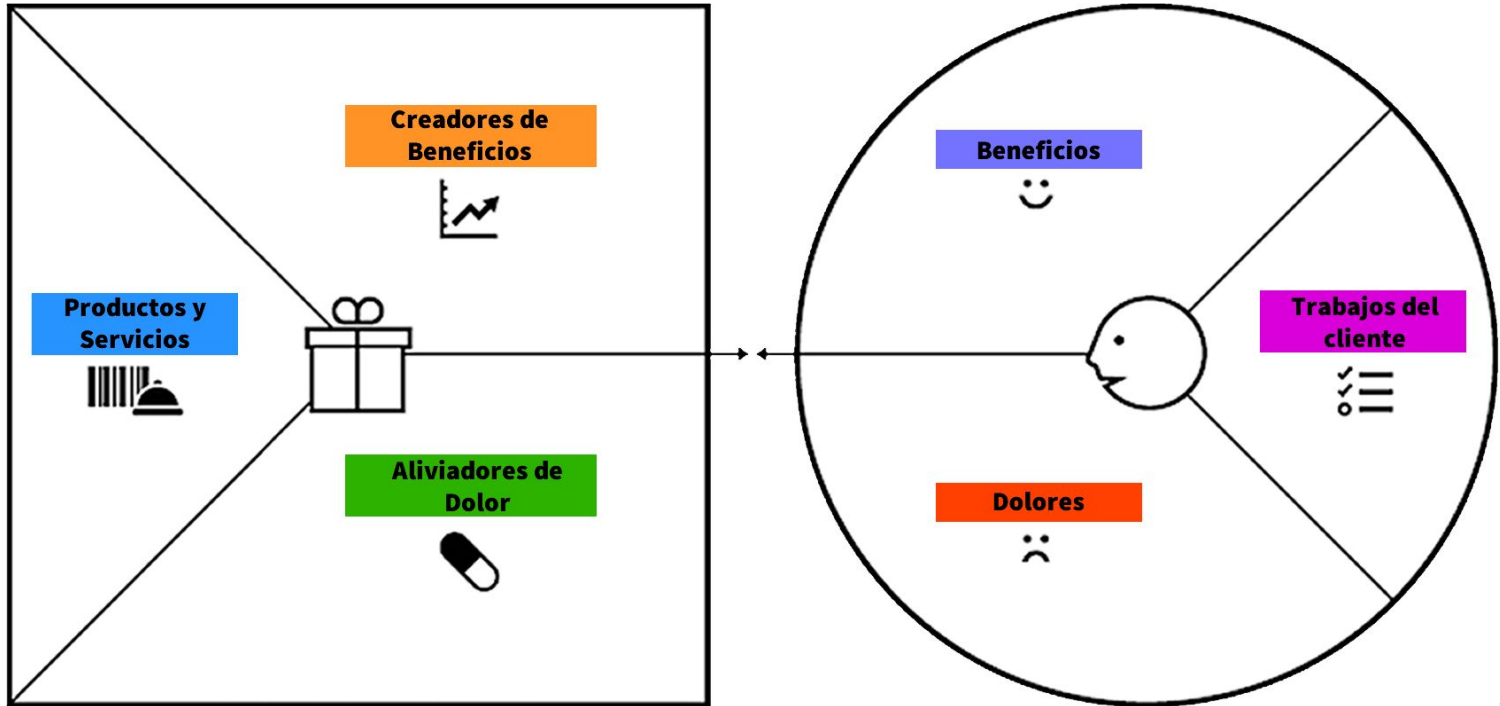 Creadores de
Beneficios
Productos y
Servicios
Aliviadores de
Dolor
Beneficios
Trabajos del
cliente
Dolores